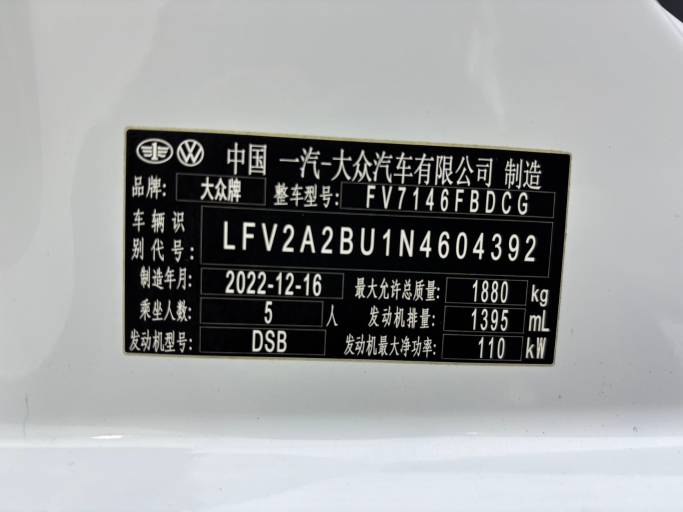 中国 一汽-大众汽车有限公司 制造
品牌: 大众牌 整车型号: FV7146FBDCG
车辆识别代号: LFV2A2BU1N4604392
制造年月: 2022-12-16 最大允许总质量: 1880 kg
乘坐人数: 5 人 发动机排量: 1395 mL
发动机型号: DSB 发动机最大净功率: 110 kW